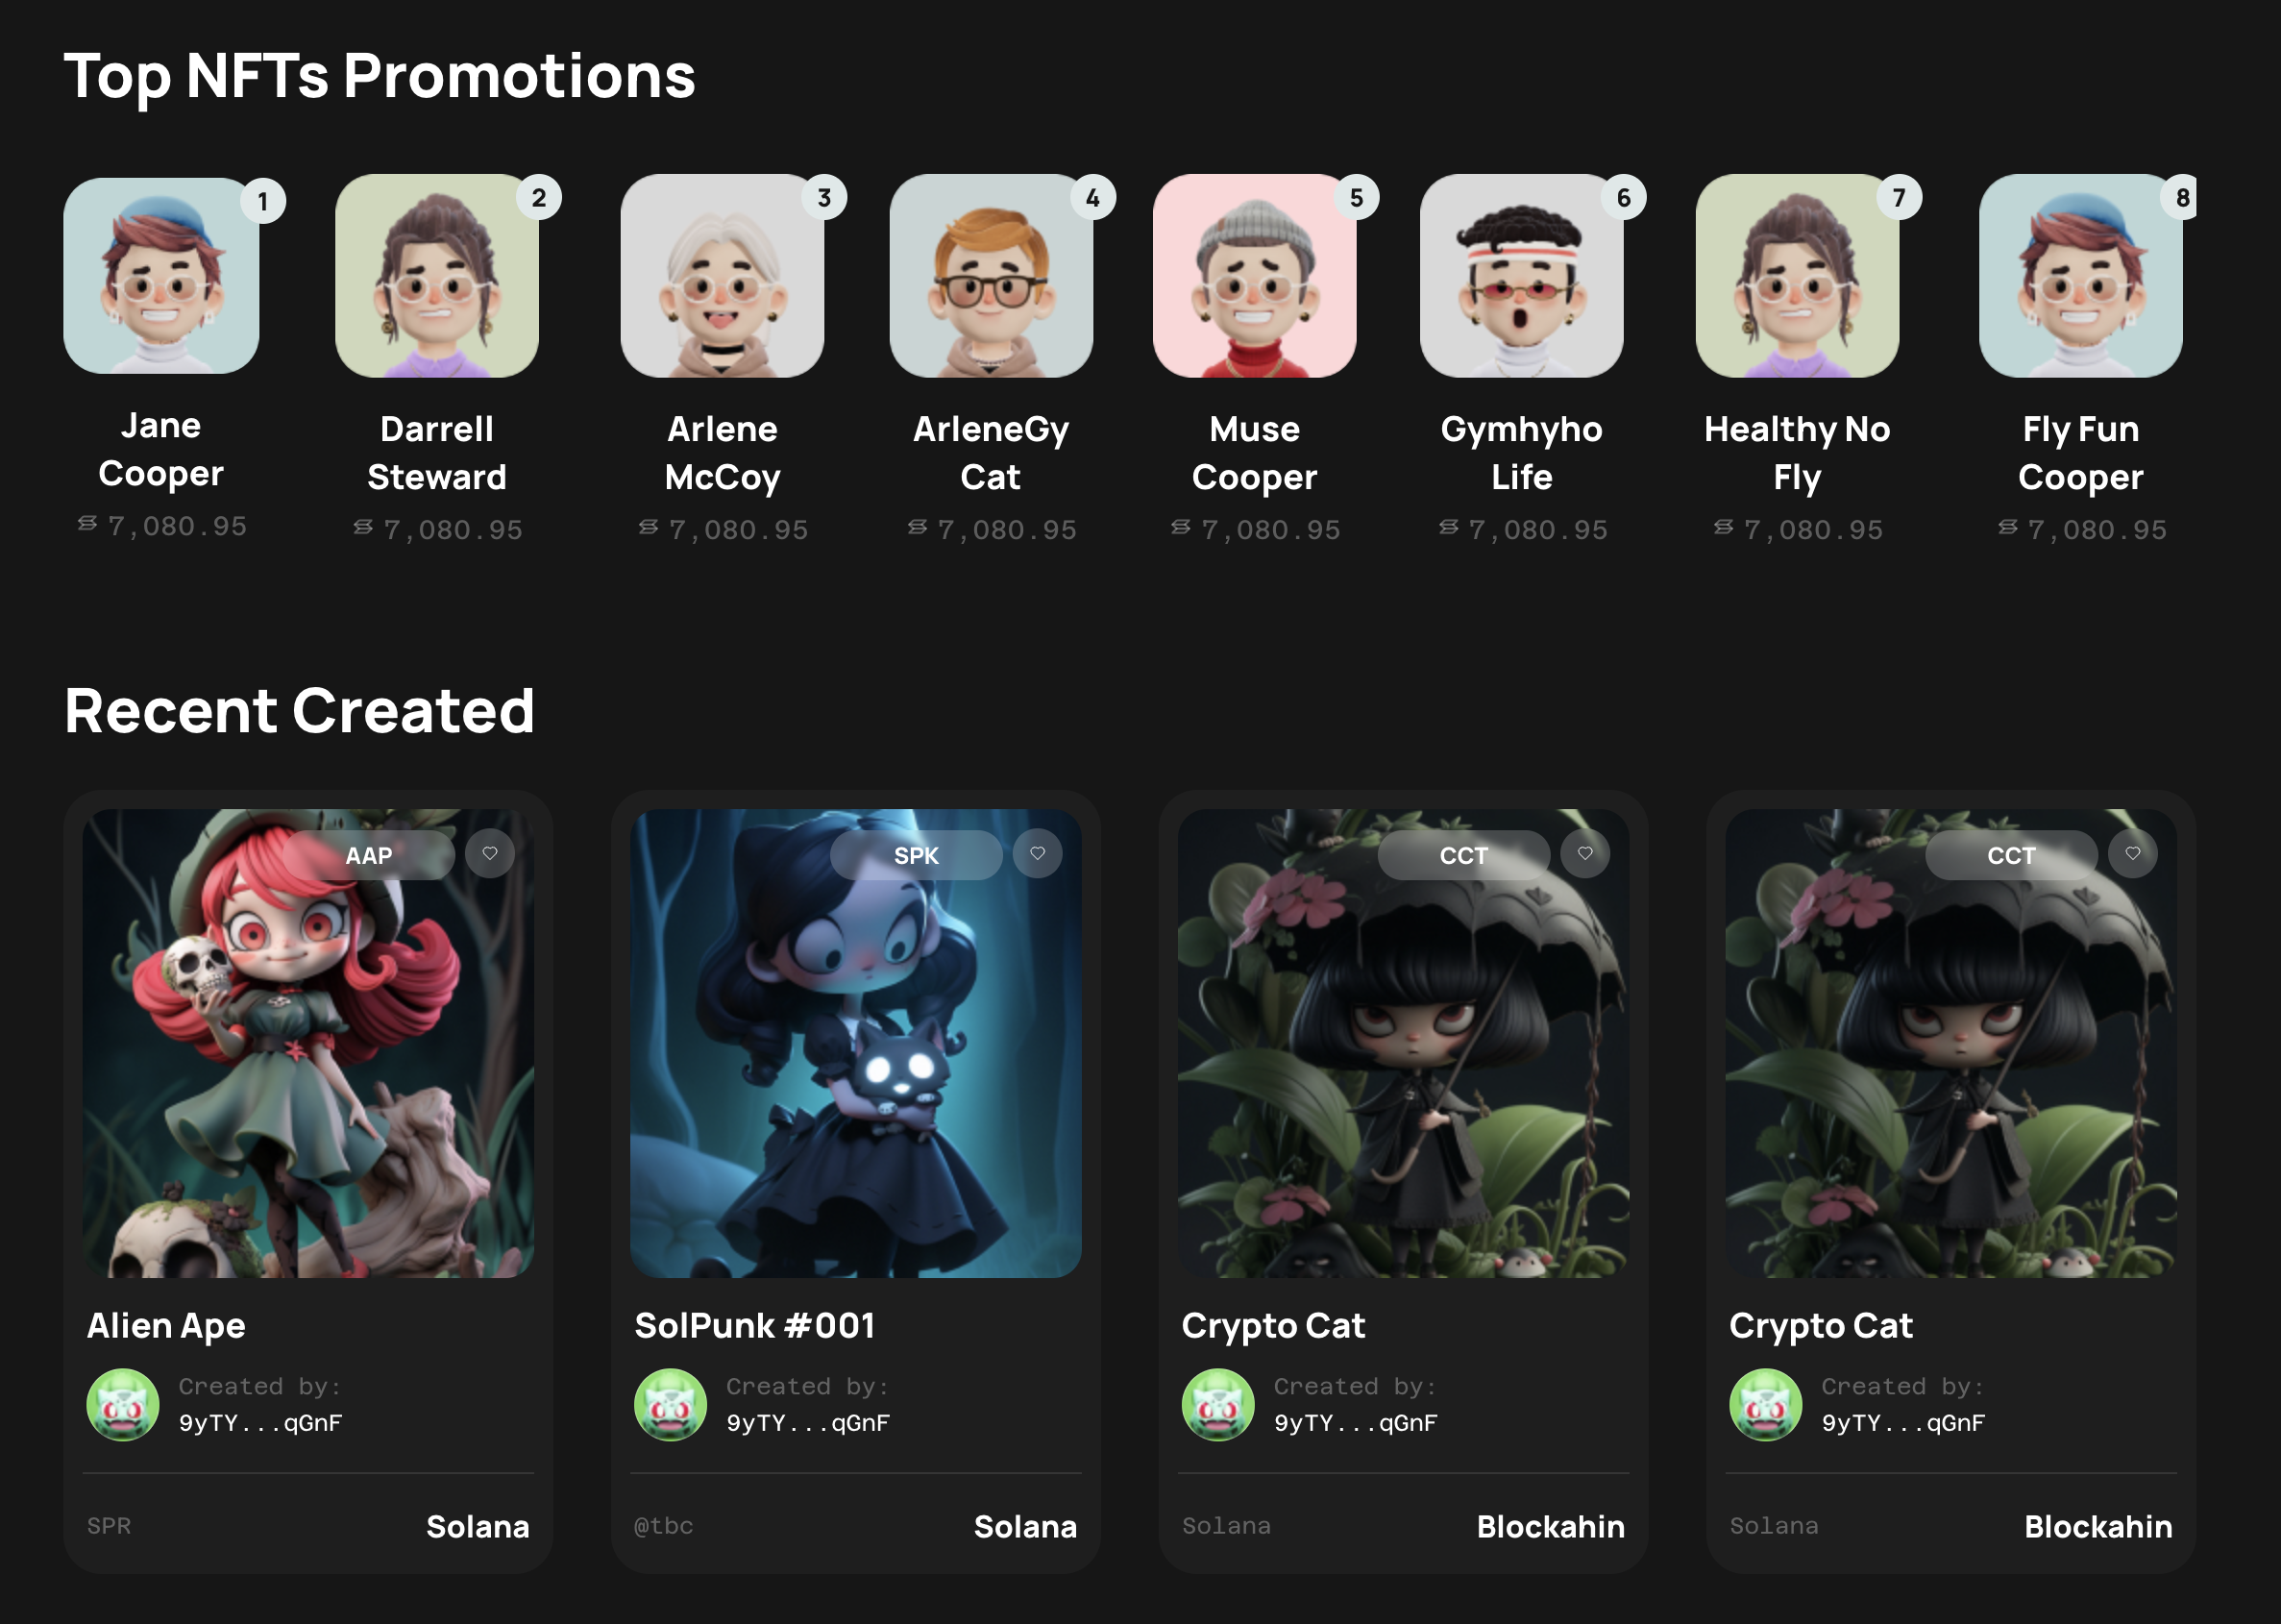 Top NFTs Promotions
1
2
3
4
5
6
7
8
Jane
Cooper
7,080.95
Darrell
Steward
7,080.95
Arlene
McCoy
7,080.95
ArleneGy
Cat
7,080.95
Muse
Cooper
7,080.95
Gymhyho
Life
7,080.95
Healthy No
Fly
7,080.95
Fly Fun
Cooper
7,080.95
Recent Created
AAP
Alien Ape
Created by:
9yTY...qGnF
SPR
Solana
SPK
SolPunk #001
Created by:
9yTY...qGnF
@tbc
Solana
CCT
Crypto Cat
Created by:
9yTY...qGnF
Solana
Blockahin
CCT
Crypto Cat
Created by:
9yTY...qGnF
Solana
Blockahin